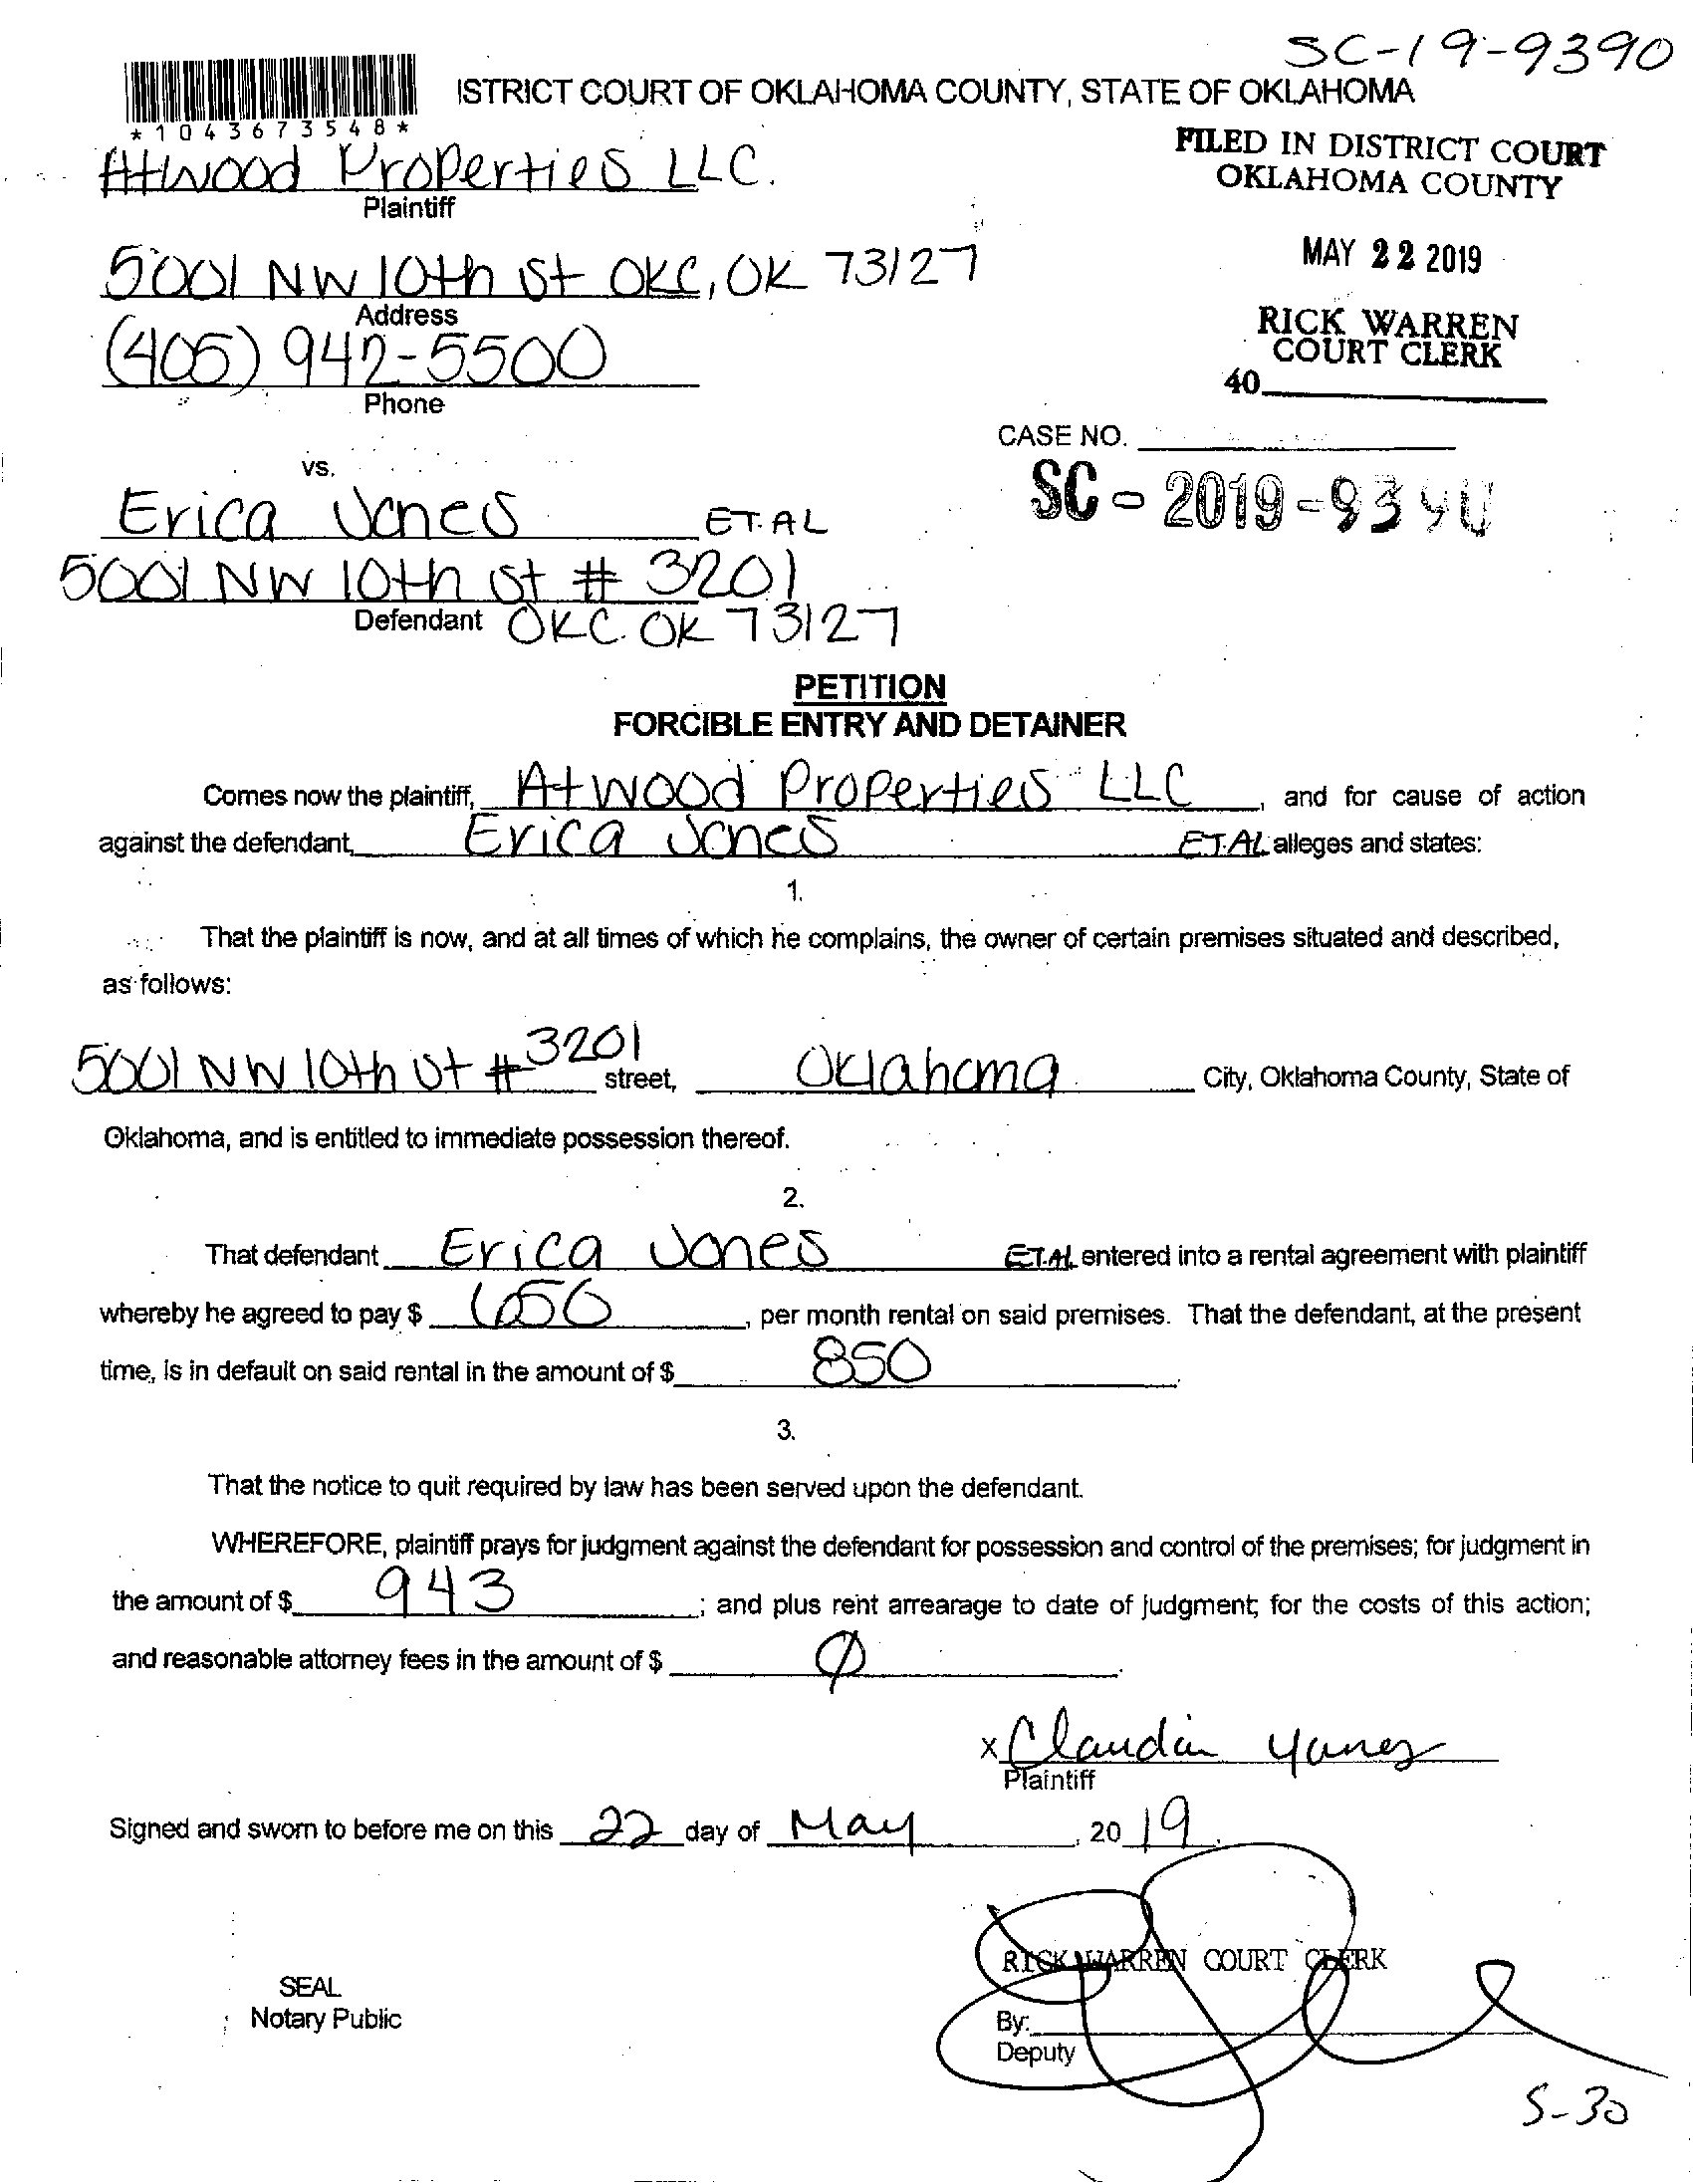 SC-19-9390
ISTRICT COURT OF OKLAHOMA COUNTY, STATE OF OKLAHOMA
*1043673548*
FILED IN DISTRICT COURT
OKLAHOMA COUNTY
Atwood Properties LLC.
Plaintiff
MAY 22 2019
5001 NW 10th St OKC, OK 73127
Address
RICK WARREN
COURT CLERK
(405) 942-5500
40
Phone
CASE NO.
vs.
SC - 2019 - 9390
Erica Jones ET. AL
5001 NW 10th St # 3201
Defendant OKC. OK 73127
PETITION
FORCIBLE ENTRY AND DETAINER
Comes now the plaintiff, Atwood Properties LLC, and for cause of action
against the defendant, Erica Jones ET.AL alleges and states:
1.
That the plaintiff is now, and at all times of which he complains, the owner of certain premises situated and described,
as follows:
5001 NW 10th St # 3201 street, Oklahoma City, Oklahoma County, State of
Oklahoma, and is entitled to immediate possession thereof.
2.
That defendant Erica Jones ET.AL entered into a rental agreement with plaintiff
whereby he agreed to pay $ 650, per month rental on said premises. That the defendant, at the present
time, is in default on said rental in the amount of $ 850.
3.
That the notice to quit required by law has been served upon the defendant.
WHEREFORE, plaintiff prays for judgment against the defendant for possession and control of the premises; for judgment in
the amount of $ 943; and plus rent arrearage to date of judgment; for the costs of this action;
and reasonable attorney fees in the amount of $ 0.
x Claudia Yanez
Plaintiff
Signed and sworn to before me on this 22 day of May, 2019.
RICK WARREN COURT CLERK
SEAL
Notary Public
By:
Deputy
S-30